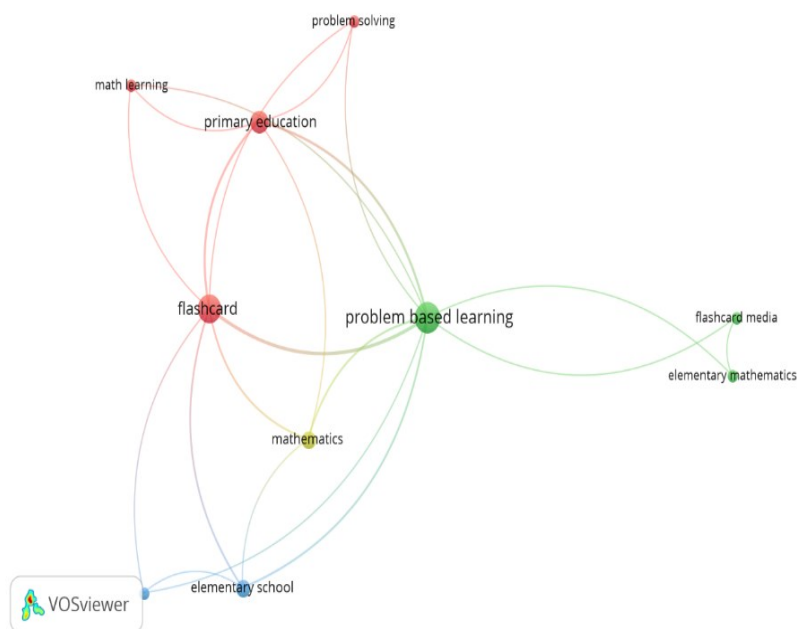 problem solving
math learning
primary education
flashcard
problem based learning
flashcard media
elementary mathematics
mathematics
elementary school
VOSviewer